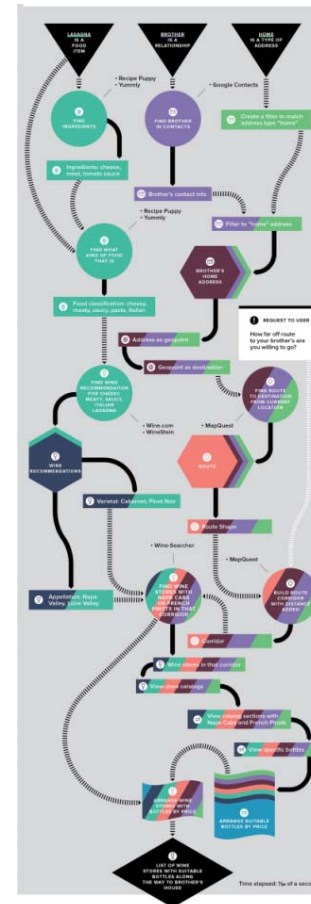 LASAGNA
IS A
FOOD
ITEM
BROTHER
IS A
RELATIONSHIP
HOME
IS A TYPE OF
ADDRESS
• Recipe Puppy
• Yummly
• Google Contacts
FIND
INGREDIENTS
FIND BROTHER
IN CONTACTS
Create a filter to match
address type "home"
Ingredients: cheese,
meat, tomato sauce
Brother's contact info
• Recipe Puppy
• Yummly
Filter to "home" address
FIND WHAT
KIND OF FOOD
THAT IS
BROTHER'S
HOME
ADDRESS
Food classification: cheesy,
meaty, saucy, pasta, Italian
REQUEST TO USER
How far off route
to your brother's are
you willing to go?
Address as geopoint
Geopoint as destination
FIND WINE
RECOMMENDATION
FOR CHEESY,
MEATY, SAUCY,
ITALIAN
LASAGNA
FIND ROUTE
TO DESTINATION
FROM CURRENT
LOCATION
• Wine.com
• WineStein
• MapQuest
WINE
RECOMMENDATIONS
ROUTE
Varietal: Cabernet, Pinot Noir
Route Shape
• Wine-Searcher
• MapQuest
FIND WINE
STORES WITH
NAPA CABS
OR FRENCH
PINOTS IN THAT
CORRIDOR
BUILD ROUTE
CORRIDOR
WITH DISTANCE
ADDED
Appellation: Napa
Valley, Loire Valley
Corridor
Wine stores in that corridor
View store catalogs
View catalog sections with
Napa Cabs and French Pinots
View specific bottles
ARRANGE WINE
STORES WITH
BOTTLES BY PRICE
ARRANGE SUITABLE
BOTTLES BY PRICE
LIST OF WINE
STORES WITH SUITABLE
BOTTLES ALONG
THE WAY TO BROTHER'S
HOUSE
Time elapsed: of a seco